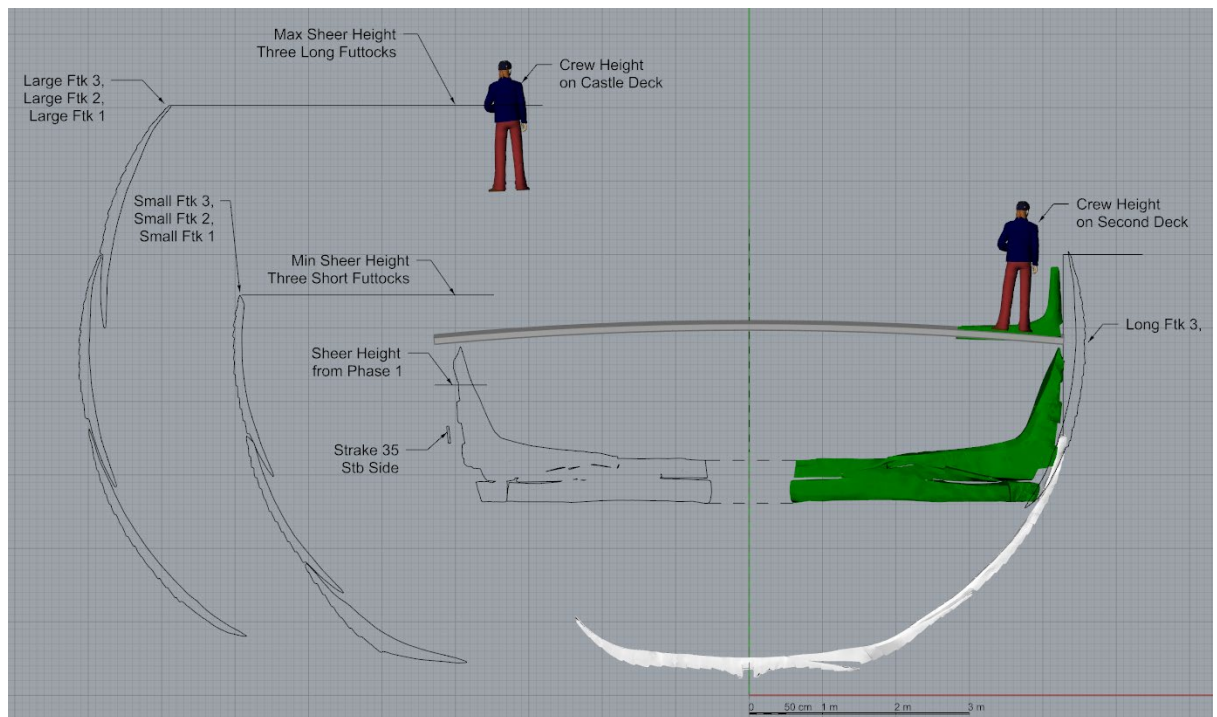 Max Sheer Height
Three Long Futtocks
Crew Height
on Castle Deck
Large Ftk 3,
Large Ftk 2,
Large Ftk 1
Small Ftk 3,
Small Ftk 2,
Small Ftk 1
Crew Height
on Second Deck
Min Sheer Height
Three Short Futtocks
Long Ftk 3,
Sheer Height
from Phase 1
Strake 35
Stb Side
0 50 cm 1 m 2 m 3 m